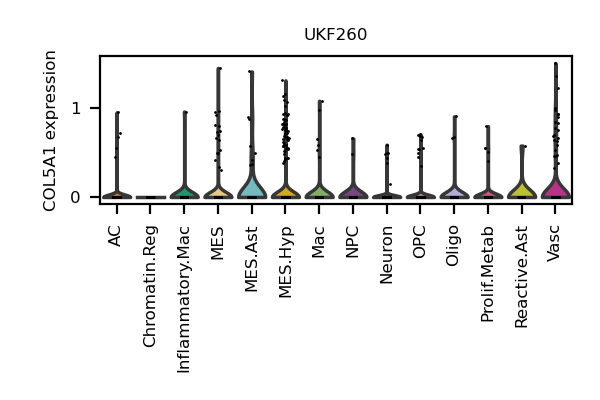 UKF260
COL5A1 expression
1
0
AC
Chromatin.Reg
Inflammatory.Mac
MES
MES.Ast
MES.Hyp
Mac
NPC
Neuron
OPC
Oligo
Prolif.Metab
Reactive.Ast
Vasc